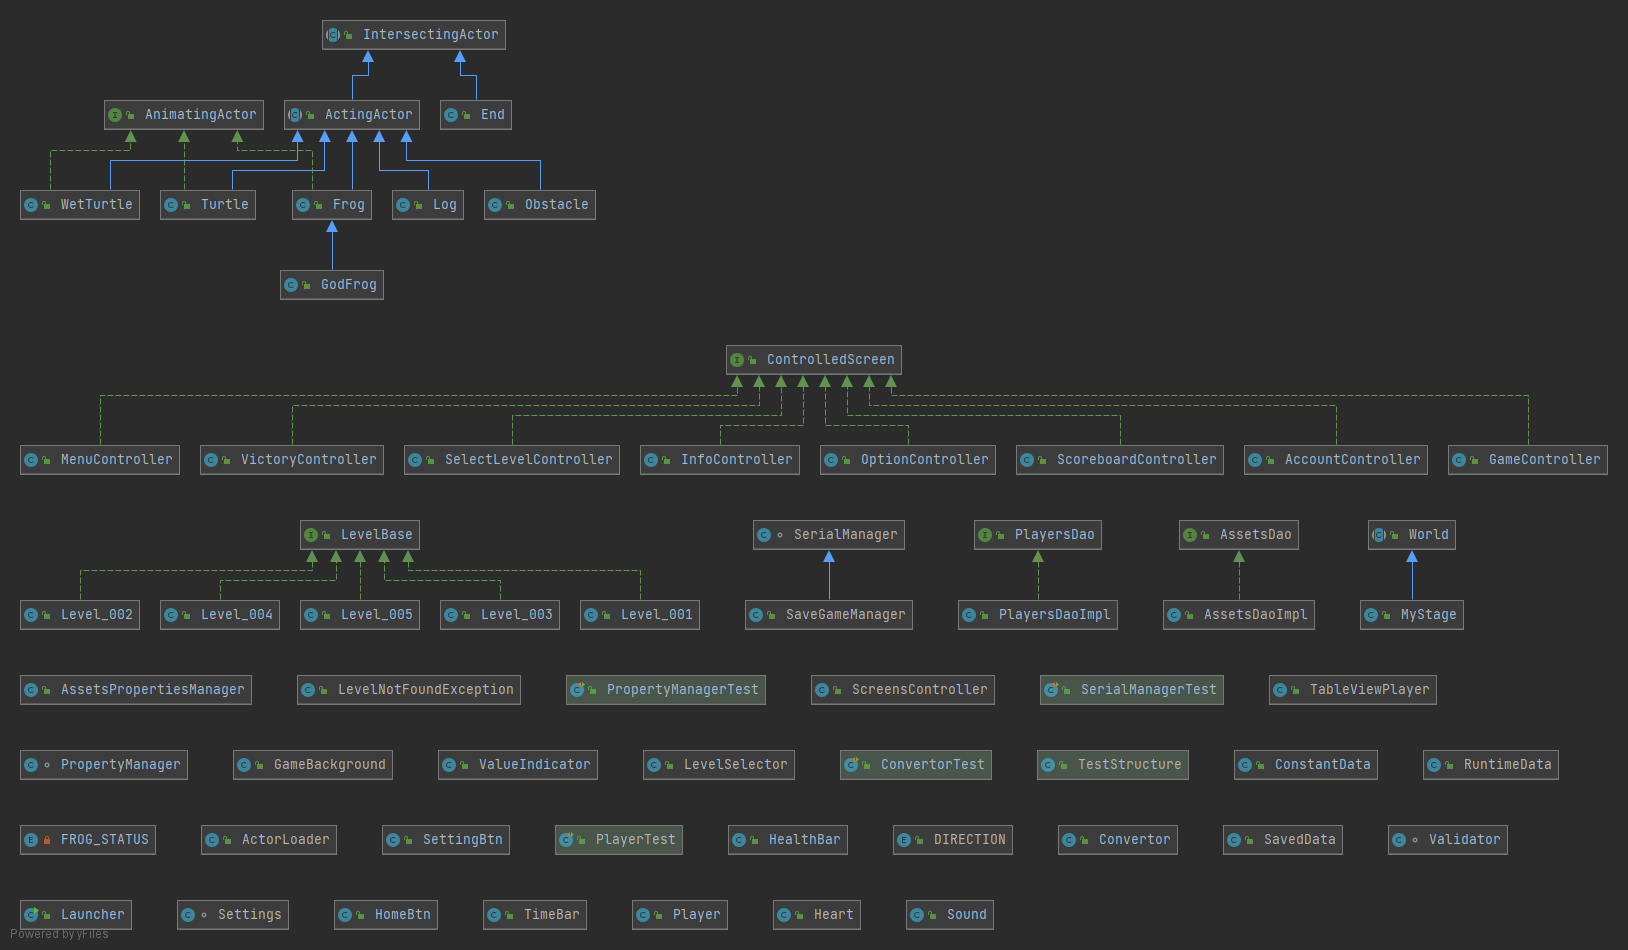 IntersectingActor
AnimatingActor ActingActor End
WetTurtle Turtle Frog Log Obstacle
GodFrog
ControlledScreen
MenuController VictoryController SelectLevelController InfoController OptionController ScoreboardController AccountController GameController
LevelBase SerialManager PlayersDao AssetsDao World
Level_002 Level_004 Level_005 Level_003 Level_001 SaveGameManager PlayersDaoImpl AssetsDaoImpl MyStage
AssetsPropertiesManager LevelNotFoundException PropertyManagerTest ScreensController SerialManagerTest TableViewPlayer
PropertyManager GameBackground ValueIndicator LevelSelector ConvertorTest TestStructure ConstantData RuntimeData
FROG_STATUS ActorLoader SettingBtn PlayerTest HealthBar DIRECTION Convertor SavedData Validator
Launcher Settings HomeBtn TimeBar Player Heart Sound
Powered by yFiles